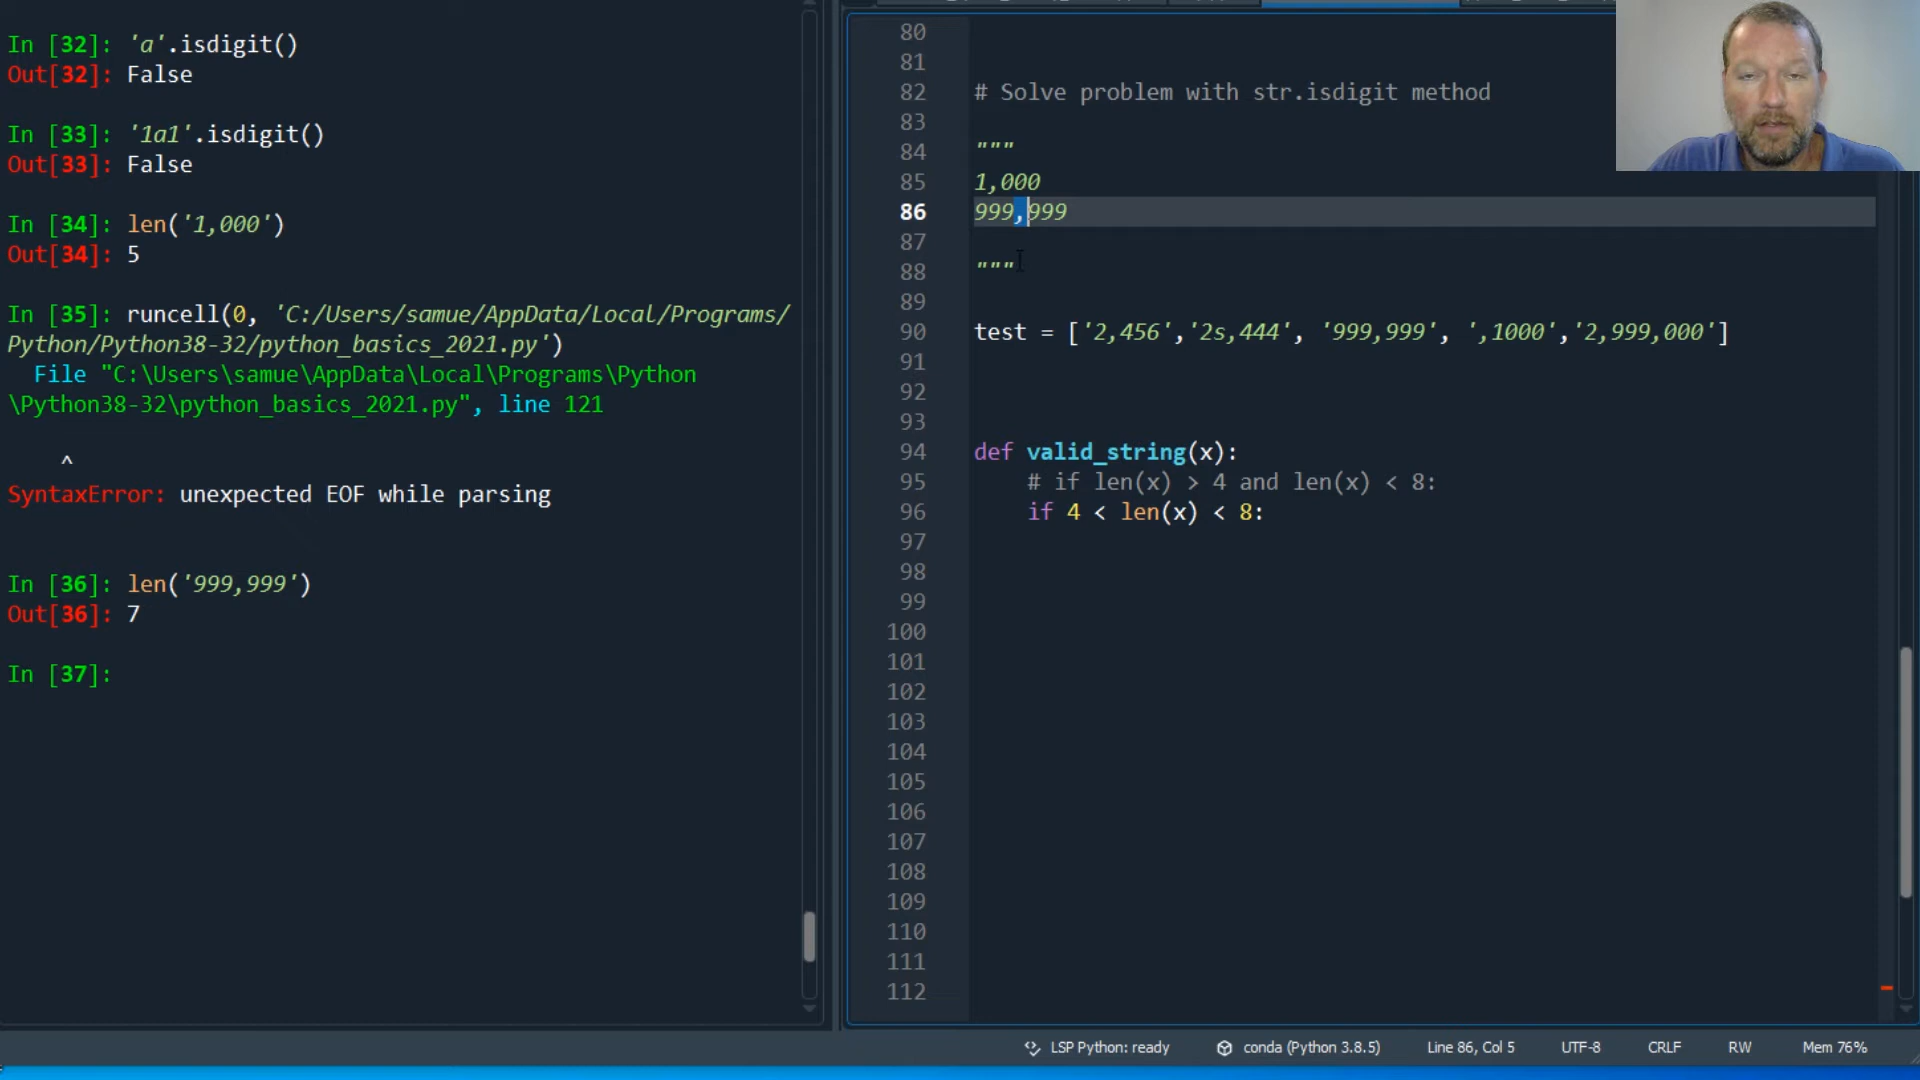 In [32]: 'a'.isdigit()
Out[32]: False
In [33]: '1a1'.isdigit()
Out[33]: False
In [34]: len('1,000')
Out[34]: 5
In [35]: runcell(0, 'C:/Users/samue/AppData/Local/Programs/
Python/Python38-32/python_basics_2021.py')
File "C:\Users\samue\AppData\Local\Programs\Python
\Python38-32\python_basics_2021.py", line 121
^
SyntaxError: unexpected EOF while parsing
In [36]: len('999,999')
Out[36]: 7
In [37]:
80
81
82 # Solve problem with str.isdigit method
83
84 """
85 1,000
86 999,999
87
88 """
89
90 test = ['2,456','2s,444', '999,999', ',1000','2,999,000']
91
92
93
94 def valid_string(x):
95 # if len(x) > 4 and len(x) < 8:
96 if 4 < len(x) < 8:
97
98
99
100
101
102
103
104
105
106
107
108
109
110
111
112
LSP Python: ready conda (Python 3.8.5) Line 86, Col 5 UTF-8 CRLF RW Mem 76%